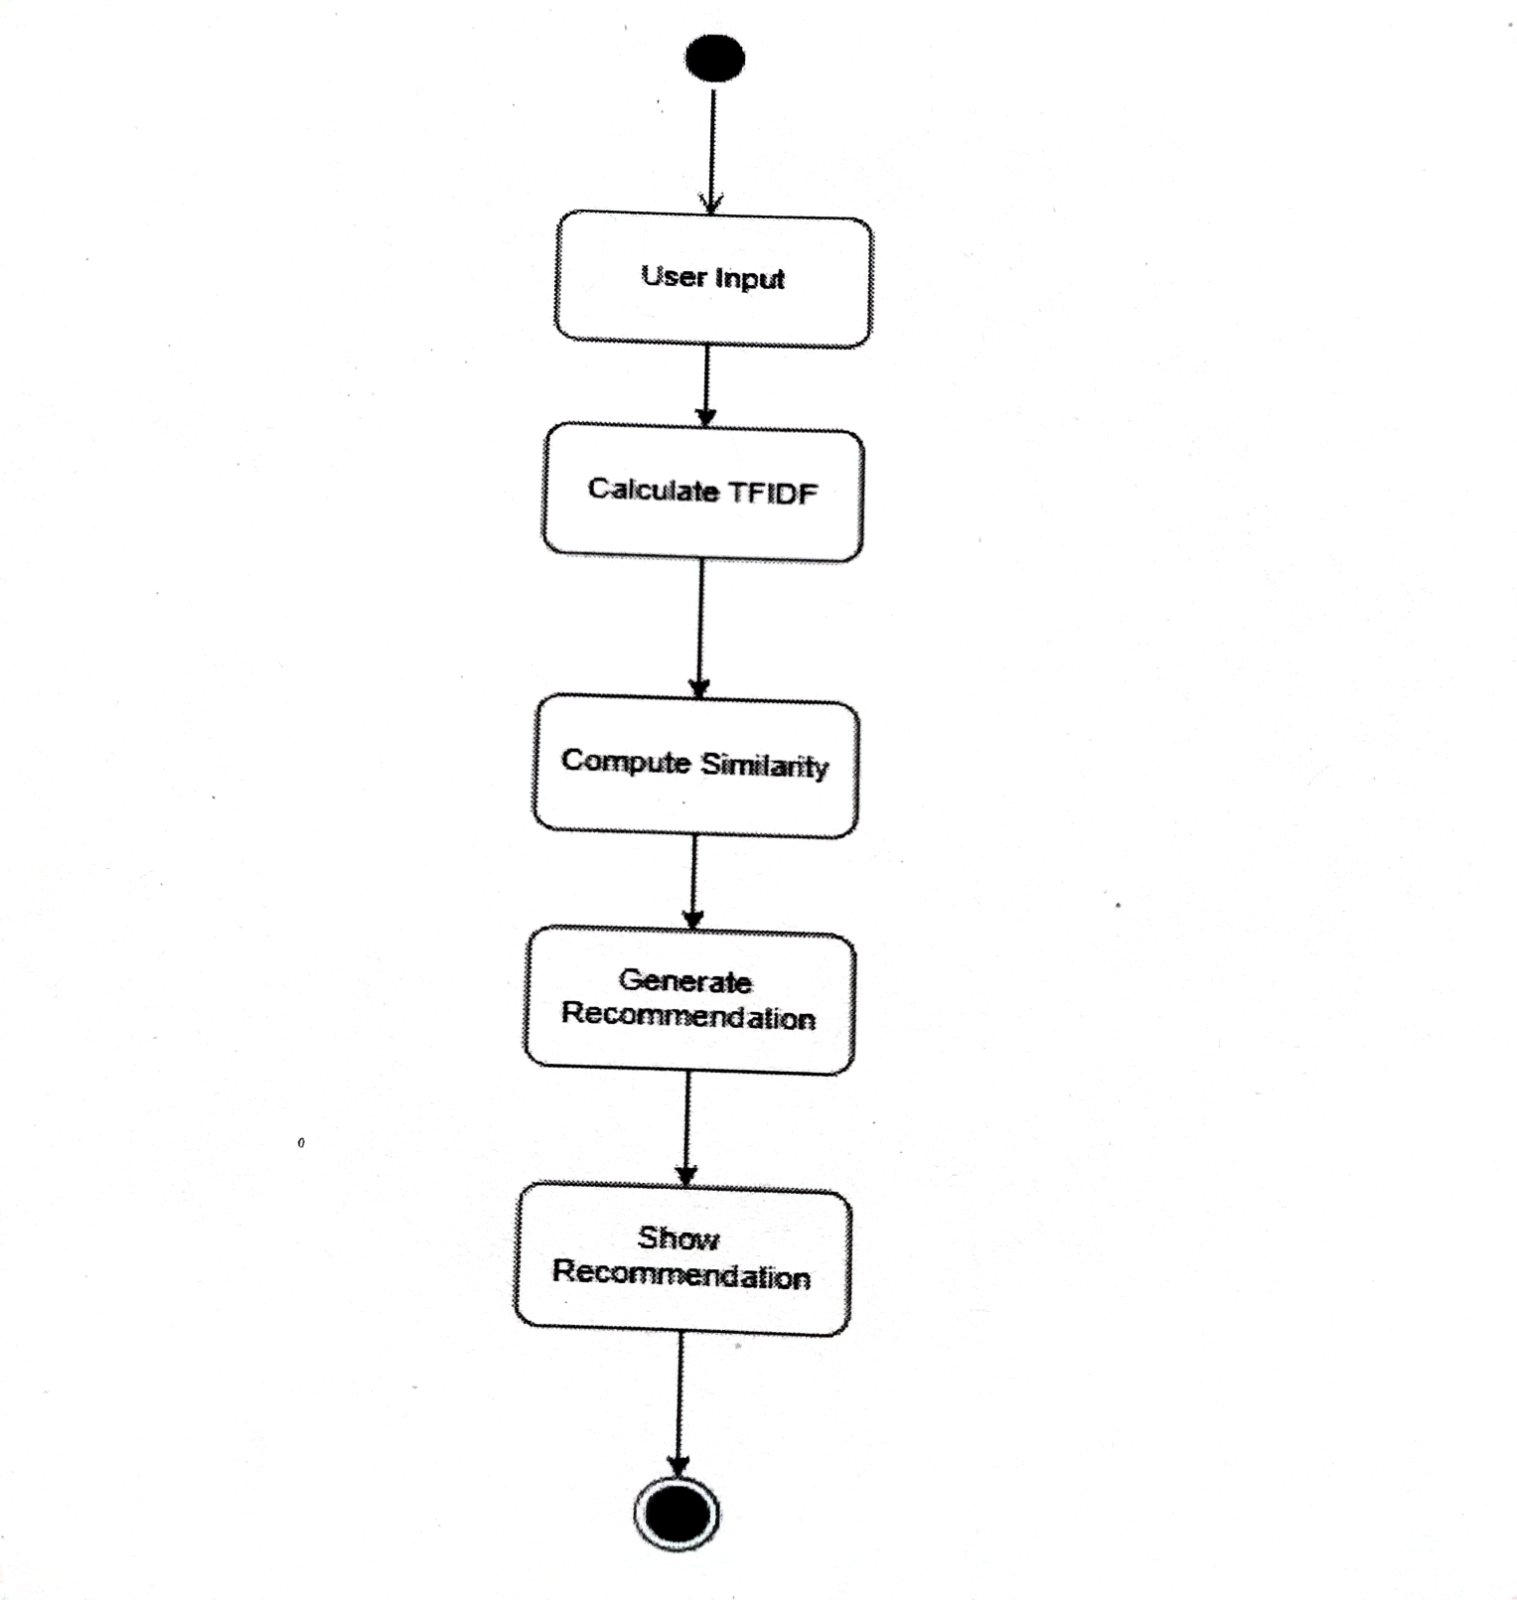 User Input
Calculate TFIDF
Compute Similarity
Generate
Recommendation
Show
Recommendation